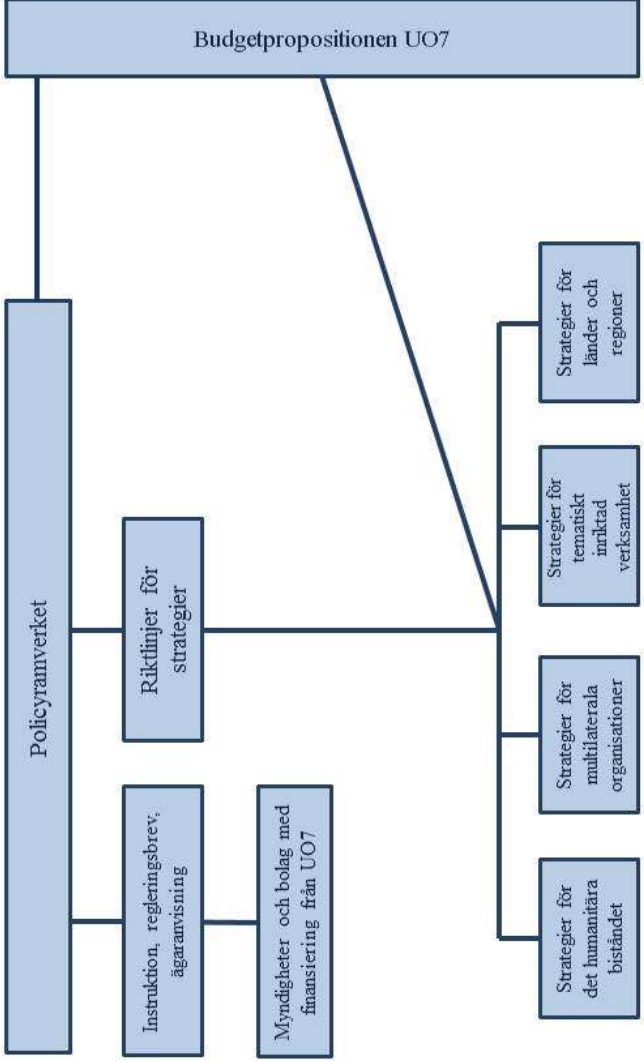 Policyramverket
Budgetpropositionen UO7
Instruktion, regleringsbrev,
ägaranvisning
Riktlinjer för
strategier
Myndigheter och bolag med
finansiering från UO7
Strategier för
det humanitära
biståndet
Strategier för
multilaterala
organisationer
Strategier för
tematiskt
inriktad
verksamhet
Strategier för
länder och
regioner